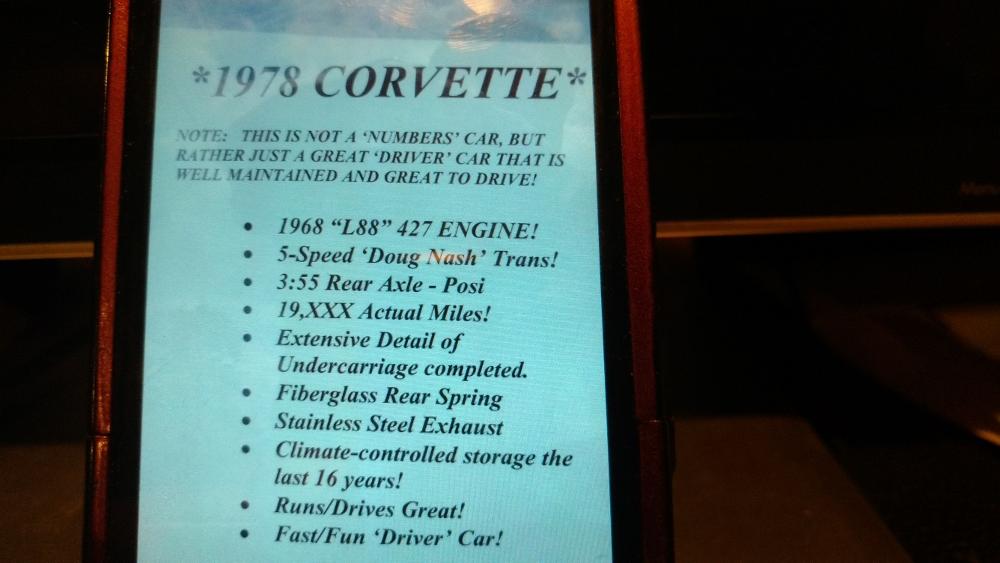 *1978 CORVETTE*
NOTE: THIS IS NOT A ‘NUMBERS’ CAR, BUT
RATHER JUST A GREAT ‘DRIVER’ CAR THAT IS
WELL MAINTAINED AND GREAT TO DRIVE!
• 1968 “L88” 427 ENGINE!
• 5-Speed ‘Doug Nash’ Trans!
• 3:55 Rear Axle - Posi
• 19,XXX Actual Miles!
• Extensive Detail of
Undercarriage completed.
• Fiberglass Rear Spring
• Stainless Steel Exhaust
• Climate-controlled storage the
last 16 years!
• Runs/Drives Great!
• Fast/Fun ‘Driver’ Car!